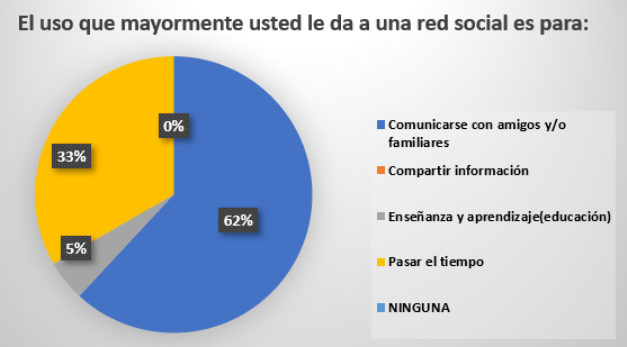 El uso que mayormente usted le da a una red social es para:
0%
33%
62%
5%
Comunicarse con amigos y/o
familiares
Compartir información
Enseñanza y aprendizaje(educación)
Pasar el tiempo
NINGUNA